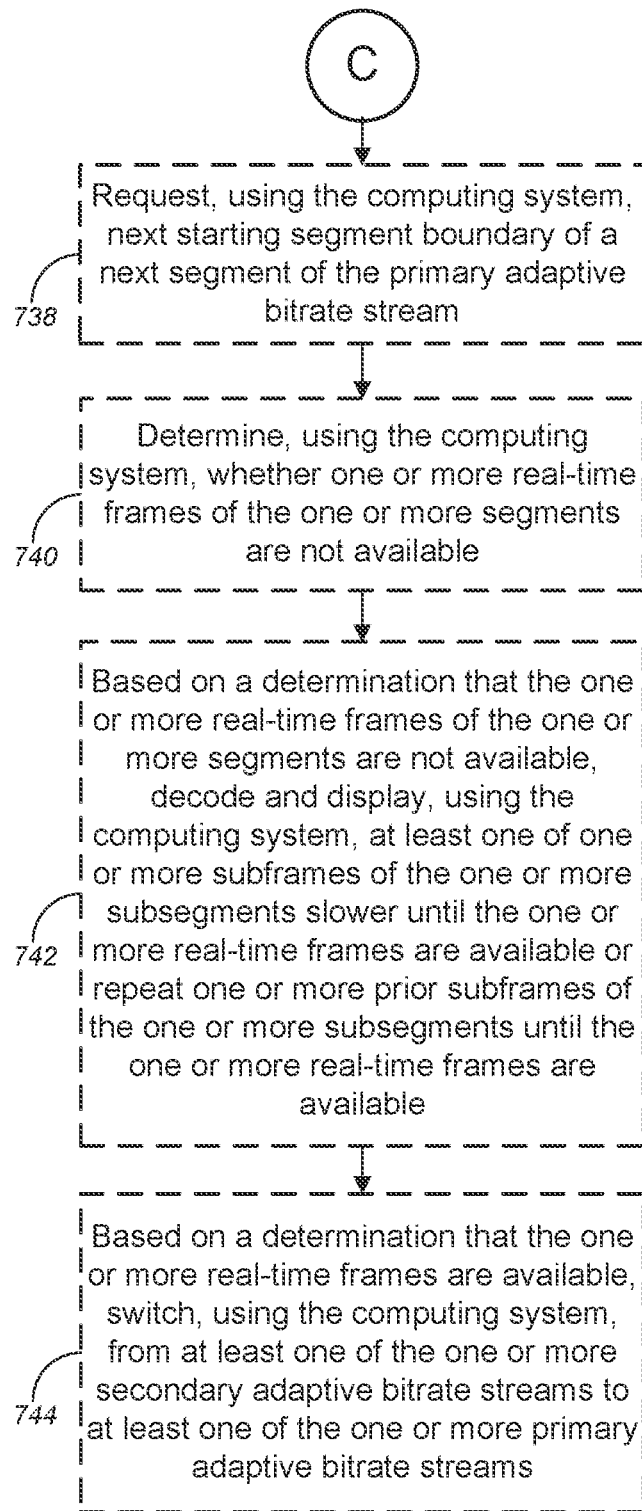 C
Request, using the computing system,
next starting segment boundary of a
next segment of the primary adaptive
bitrate stream
738
Determine, using the computing
system, whether one or more real-time
frames of the one or more segments
are not available
740
Based on a determination that the one
or more real-time frames of the one or
more segments are not available,
decode and display, using the
computing system, at least one of one
or more subframes of the one or more
subsegments slower until the one or
more real-time frames are available or
repeat one or more prior subframes of
the one or more subsegments until the
one or more real-time frames are
available
742
Based on a determination that the one
or more real-time frames are available,
switch, using the computing system,
from at least one of the one or more
secondary adaptive bitrate streams to
at least one of the one or more primary
adaptive bitrate streams
744